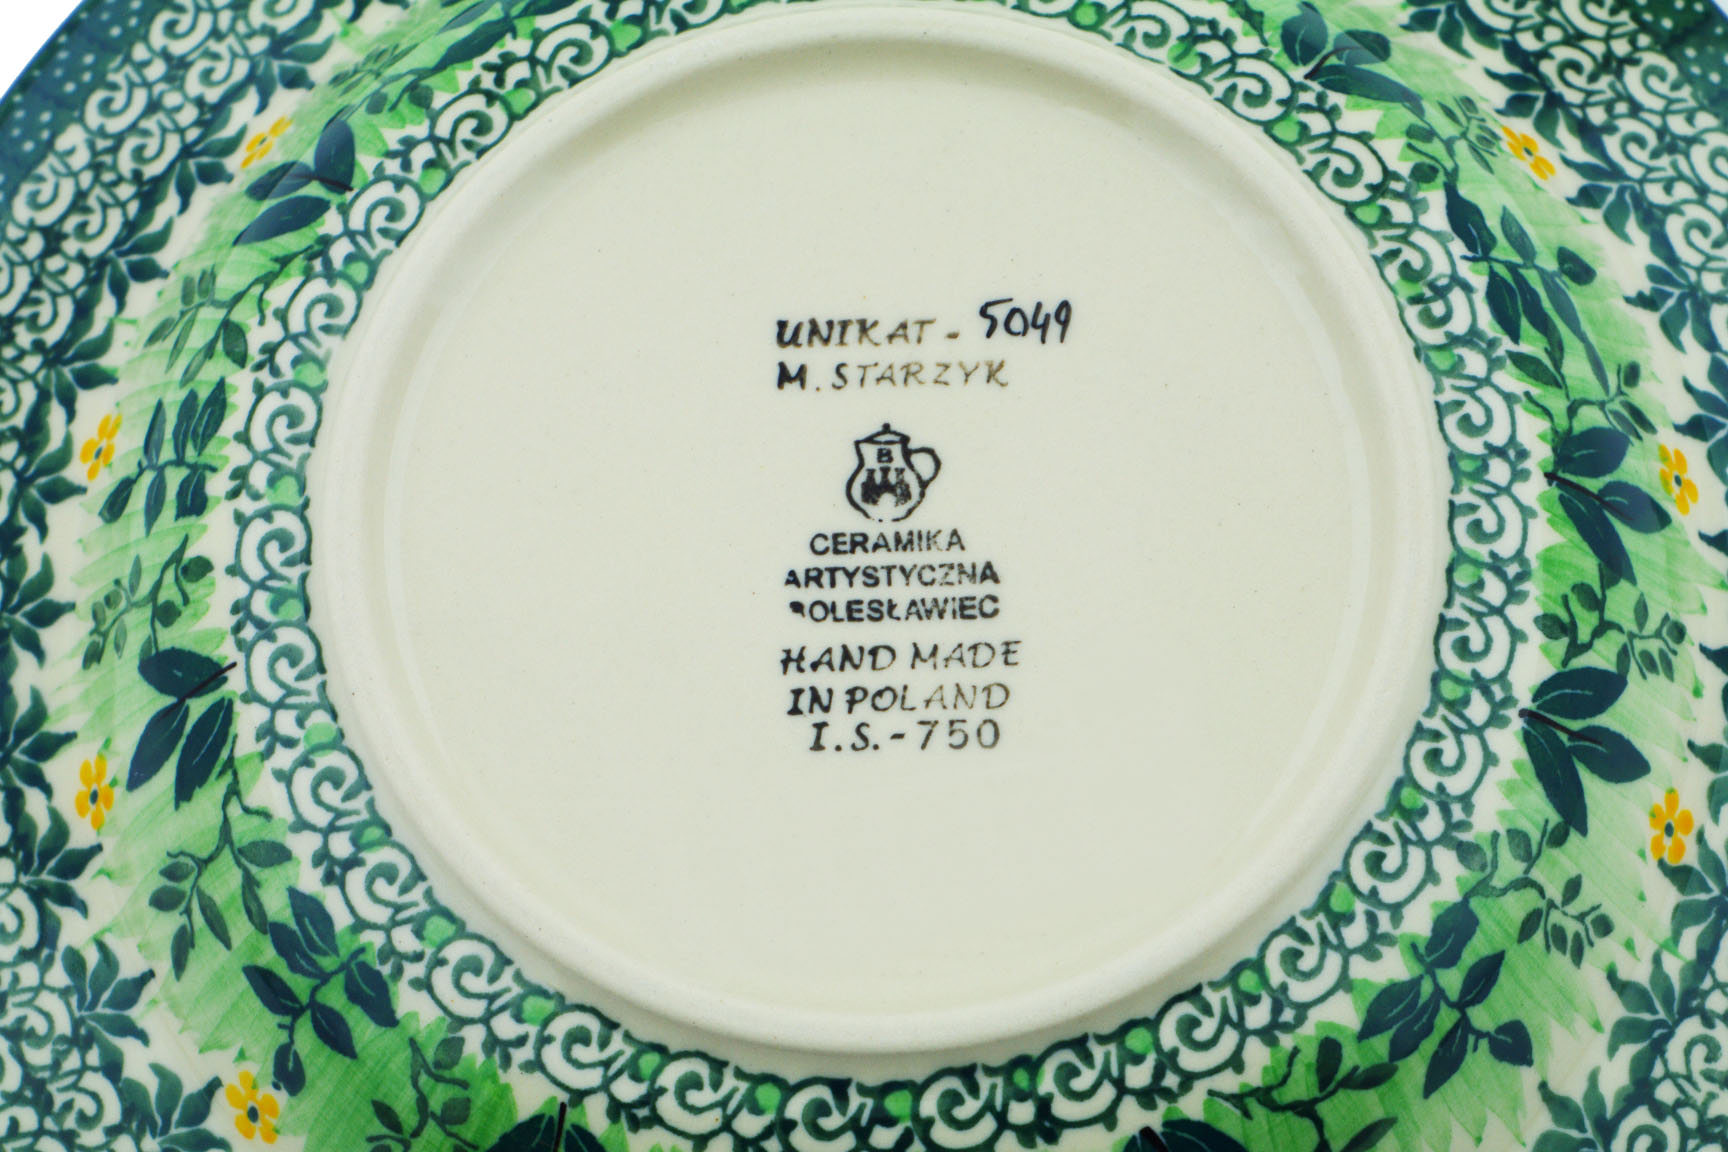 UNIKAT - 5049
M. STARZYK
B
CERAMIKA
ARTYSTYCZNA
BOLESŁAWIEC
HAND MADE
IN POLAND
I.S.-750